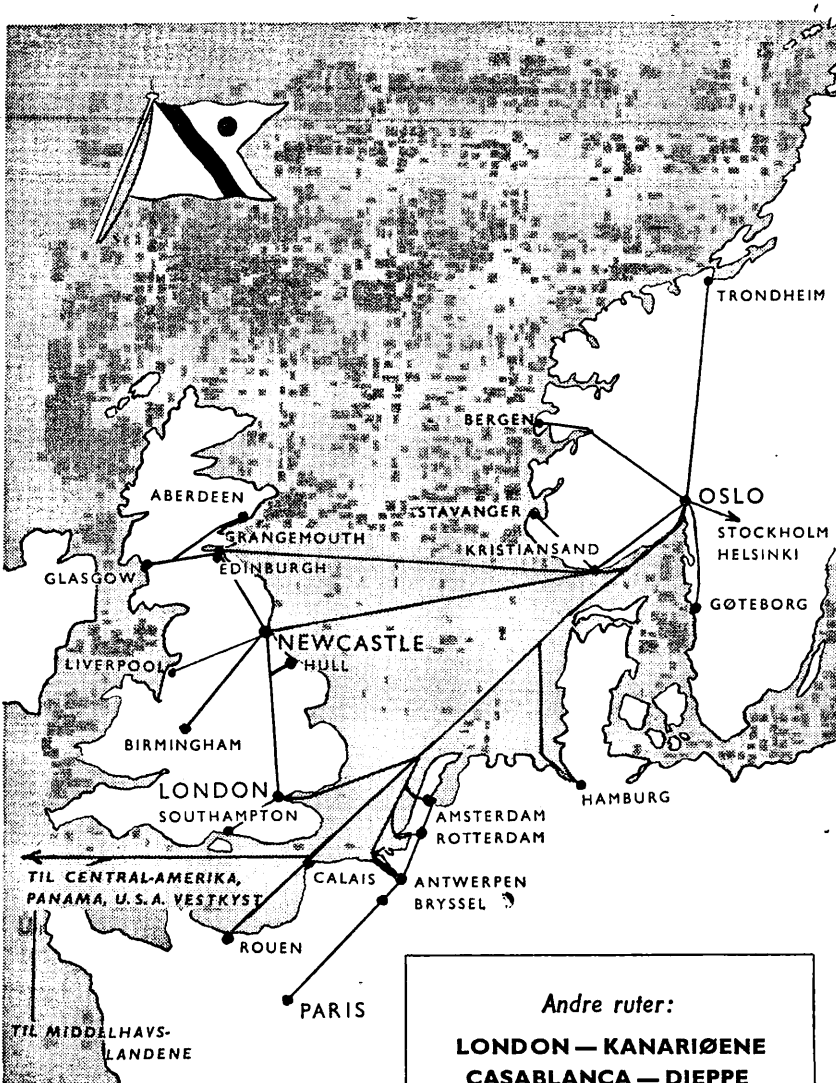 TRONDHEIM
BERGEN
ABERDEEN
STAVANGER
OSLO
GRANGEMOUTH
STOCKHOLM
HELSINKI
KRISTIANSAND
EDINBURGH
GLASGOW
GØTEBORG
NEWCASTLE
LIVERPOOL
HULL
BIRMINGHAM
LONDON
HAMBURG
SOUTHAMPTON
AMSTERDAM
ROTTERDAM
TIL CENTRAL-AMERIKA,
PANAMA, U.S.A. VESTKYST
CALAIS
ANTWERPEN
BRYSSEL
ROUEN
PARIS
TIL MIDDELHAVS-
LANDENE
Andre ruter:
LONDON — KANARIØENE
CASABLANCA — DIEPPE